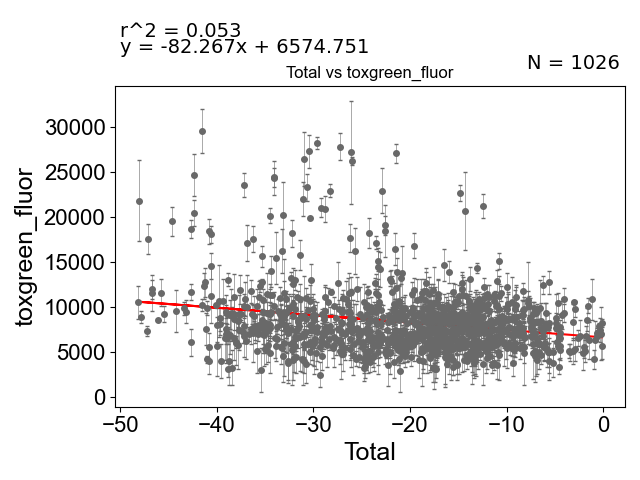 r^2 = 0.053
y = -82.267x + 6574.751
N = 1026
Total vs toxgreen_fluor
toxgreen_fluor
30000
25000
20000
15000
10000
5000
0
−50
−40
−30
−20
−10
0
Total